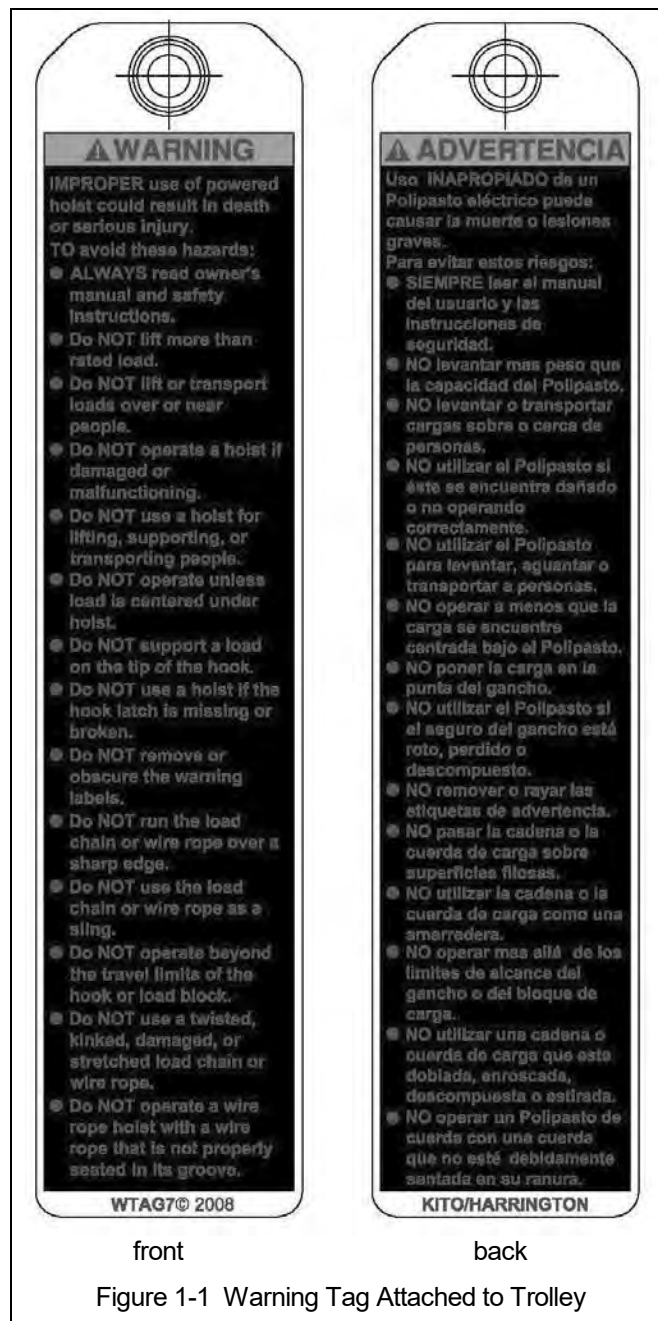 WARNING
IMPROPER use of powered
hoist could result in death
or serious injury.
TO avoid these hazards:
● ALWAYS read owner's
manual and safety
instructions.
● Do NOT lift more than
rated load.
● Do NOT lift or transport
loads over or near
people.
● Do NOT operate a hoist if
damaged or
malfunctioning.
● Do NOT use a hoist for
lifting, supporting, or
transporting people.
● Do NOT operate unless
load is centered under
hoist.
● Do NOT support a load
on the tip of the hook.
● Do NOT use a hoist if the
hook latch is missing or
broken.
● Do NOT remove or
obscure the warning
labels.
● Do NOT run the load
chain or wire rope over a
sharp edge.
● Do NOT use the load
chain or wire rope as a
sling.
● Do NOT operate beyond
the travel limits of the
hook or load block.
● Do NOT use a twisted,
kinked, damaged, or
stretched load chain or
wire rope.
● Do NOT operate a wire
rope hoist with a wire
rope that is not properly
seated in its groove.
WTAG7© 2008
front
ADVERTENCIA
Uso INAPROPIADO de un
Polipasto eléctrico puede
causar la muerte o lesiones
graves.
Para evitar estos riesgos:
● SIEMPRE leer el manual
del usuario y las
instrucciones de
seguridad.
● NO levantar mas peso que
la capacidad del Polipasto.
● NO levantar o transportar
cargas sobre o cerca de
personas.
● NO utilizar el Polipasto si
éste se encuentra dañado
o no operando
correctamente.
● NO utilizar el Polipasto
para levantar, aguantar o
transportar a personas.
● NO operar a menos que la
carga se encuentre
centrada bajo el Polipasto.
● NO poner la carga en la
punta del gancho.
● NO utilizar el Polipasto si
el seguro del gancho está
roto, perdido o
descompuesto.
● NO remover o rayar las
etiquetas de advertencia.
● NO pasar la cadena o la
cuerda de carga sobre
superficies filosas.
● NO utilizar la cadena o la
cuerda de carga como una
amarradera.
● NO operar mas allá de los
limites de alcance del
gancho o del bloque de
carga.
● NO utilizar una cadena o
cuerda de carga que este
doblada, enroscada,
descompuesta o estirada.
● NO operar un Polipasto de
cuerda con una cuerda
que no esté debidamente
sentada en su ranura.
KITO/HARRINGTON
back
Figure 1-1 Warning Tag Attached to Trolley